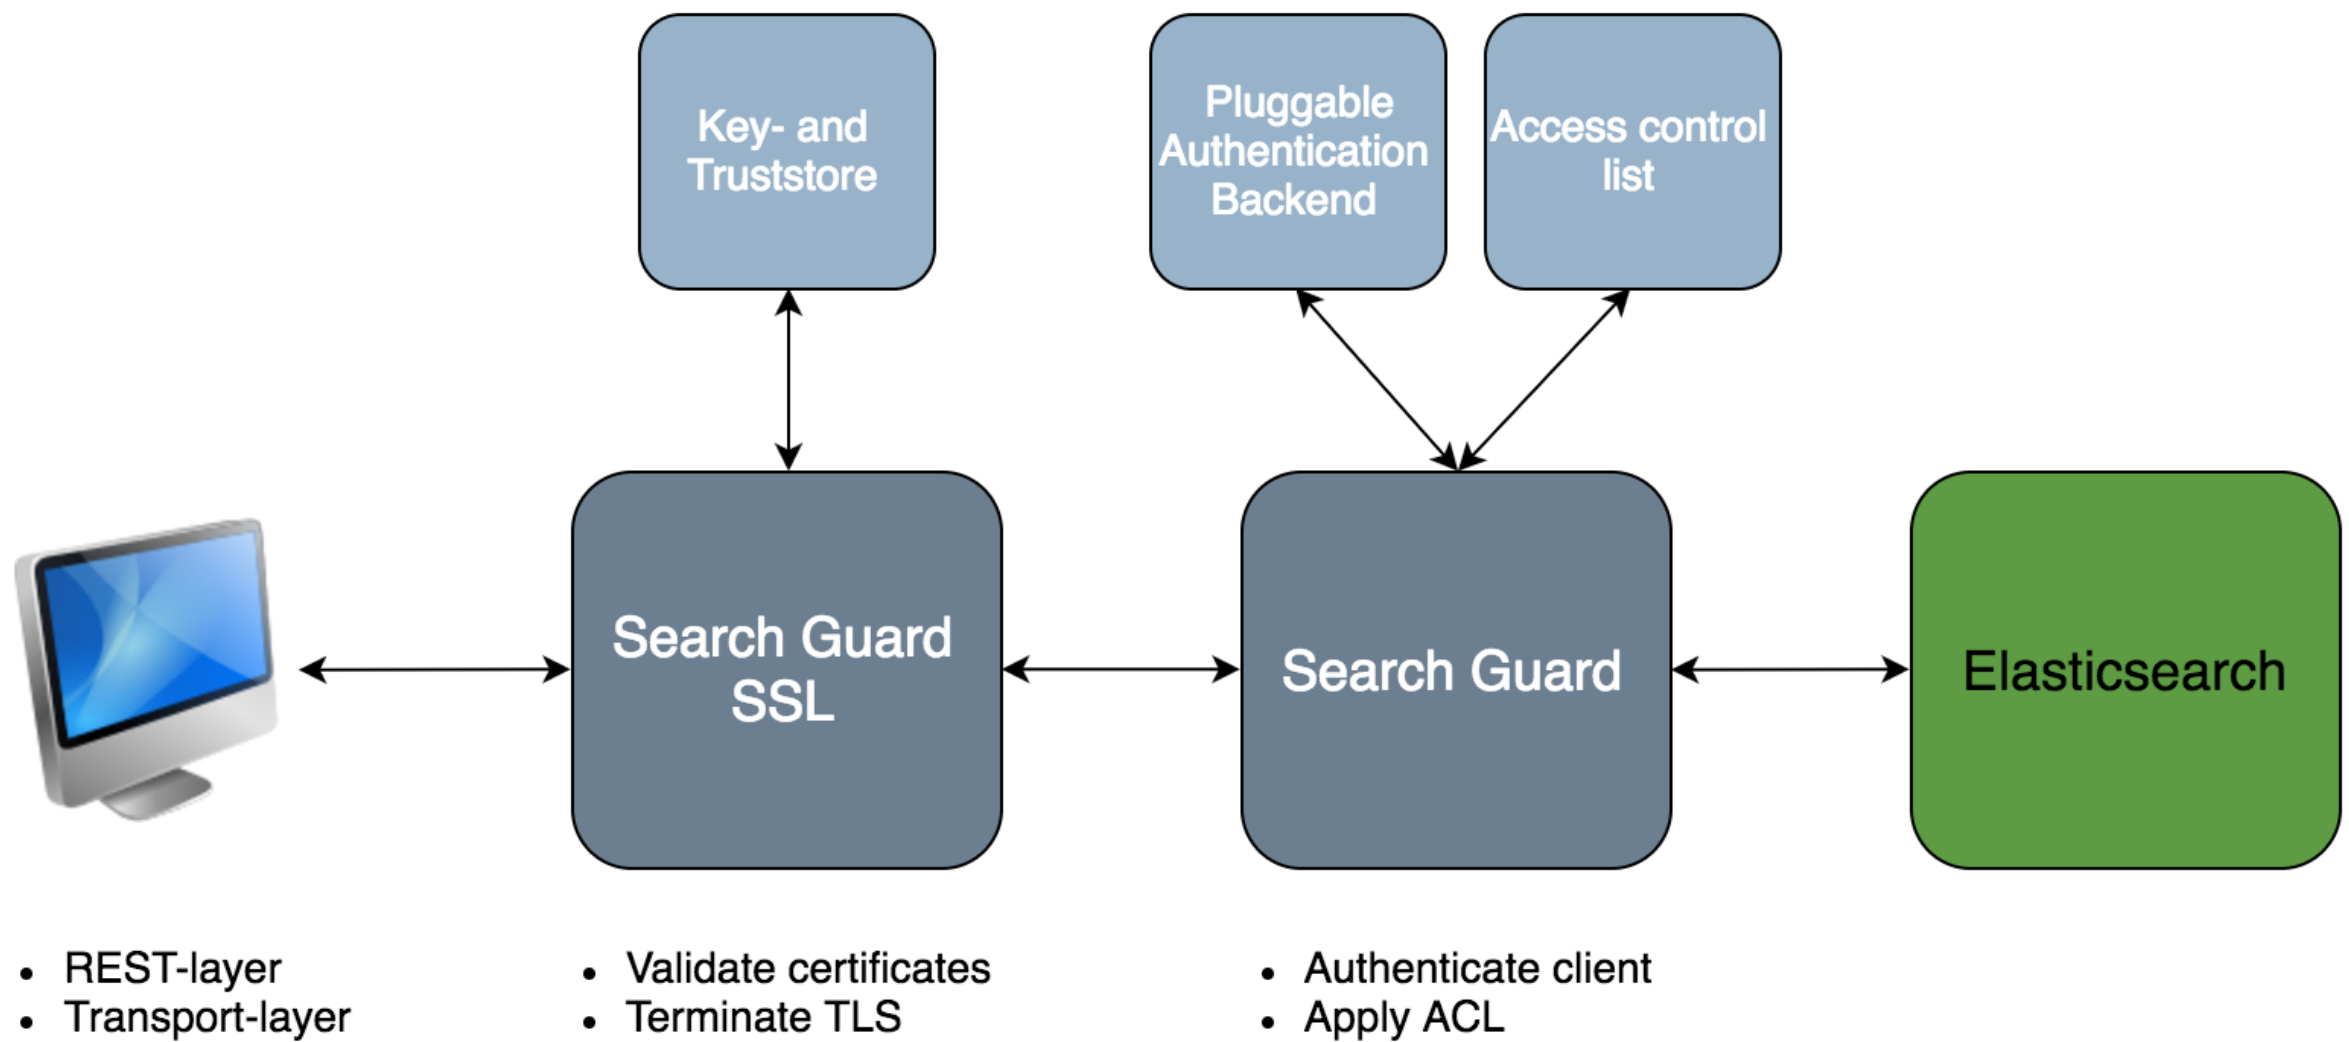 Key- and
Truststore
Pluggable
Authentication
Backend
Access control
list
Search Guard
SSL
Search Guard
Elasticsearch
• REST-layer
• Transport-layer
• Validate certificates
• Terminate TLS
• Authenticate client
• Apply ACL